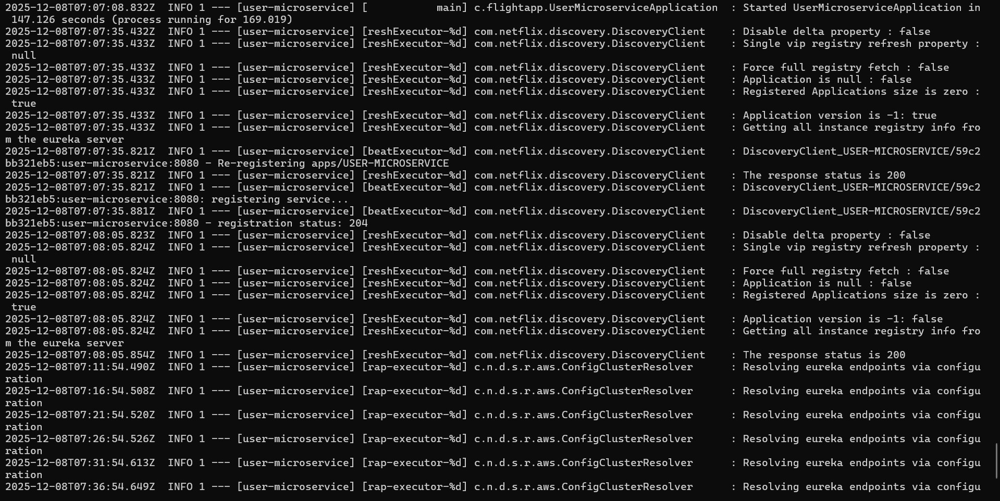 2025-12-08T07:07:08.832Z  INFO 1 --- [user-microservice] [           main] c.flightapp.UserMicroserviceApplication  : Started UserMicroserviceApplication in
 147.126 seconds (process running for 169.019)
2025-12-08T07:07:35.432Z  INFO 1 --- [user-microservice] [reshExecutor-%d] com.netflix.discovery.DiscoveryClient    : Disable delta property : false
2025-12-08T07:07:35.433Z  INFO 1 --- [user-microservice] [reshExecutor-%d] com.netflix.discovery.DiscoveryClient    : Single vip registry refresh property :
 null
2025-12-08T07:07:35.433Z  INFO 1 --- [user-microservice] [reshExecutor-%d] com.netflix.discovery.DiscoveryClient    : Force full registry fetch : false
2025-12-08T07:07:35.433Z  INFO 1 --- [user-microservice] [reshExecutor-%d] com.netflix.discovery.DiscoveryClient    : Application is null : false
2025-12-08T07:07:35.433Z  INFO 1 --- [user-microservice] [reshExecutor-%d] com.netflix.discovery.DiscoveryClient    : Registered Applications size is zero :
 true
2025-12-08T07:07:35.433Z  INFO 1 --- [user-microservice] [reshExecutor-%d] com.netflix.discovery.DiscoveryClient    : Application version is -1: true
2025-12-08T07:07:35.433Z  INFO 1 --- [user-microservice] [reshExecutor-%d] com.netflix.discovery.DiscoveryClient    : Getting all instance registry info fro
m the eureka server
2025-12-08T07:07:35.821Z  INFO 1 --- [user-microservice] [beatExecutor-%d] com.netflix.discovery.DiscoveryClient    : DiscoveryClient_USER-MICROSERVICE/59c2
bb321eb5:user-microservice:8080 - Re-registering apps/USER-MICROSERVICE
2025-12-08T07:07:35.821Z  INFO 1 --- [user-microservice] [reshExecutor-%d] com.netflix.discovery.DiscoveryClient    : The response status is 200
2025-12-08T07:07:35.821Z  INFO 1 --- [user-microservice] [beatExecutor-%d] com.netflix.discovery.DiscoveryClient    : DiscoveryClient_USER-MICROSERVICE/59c2
bb321eb5:user-microservice:8080: registering service...
2025-12-08T07:07:35.881Z  INFO 1 --- [user-microservice] [beatExecutor-%d] com.netflix.discovery.DiscoveryClient    : DiscoveryClient_USER-MICROSERVICE/59c2
bb321eb5:user-microservice:8080 - registration status: 204
2025-12-08T07:08:05.823Z  INFO 1 --- [user-microservice] [reshExecutor-%d] com.netflix.discovery.DiscoveryClient    : Disable delta property : false
2025-12-08T07:08:05.824Z  INFO 1 --- [user-microservice] [reshExecutor-%d] com.netflix.discovery.DiscoveryClient    : Single vip registry refresh property :
 null
2025-12-08T07:08:05.824Z  INFO 1 --- [user-microservice] [reshExecutor-%d] com.netflix.discovery.DiscoveryClient    : Force full registry fetch : false
2025-12-08T07:08:05.824Z  INFO 1 --- [user-microservice] [reshExecutor-%d] com.netflix.discovery.DiscoveryClient    : Application is null : false
2025-12-08T07:08:05.824Z  INFO 1 --- [user-microservice] [reshExecutor-%d] com.netflix.discovery.DiscoveryClient    : Registered Applications size is zero :
 true
2025-12-08T07:08:05.824Z  INFO 1 --- [user-microservice] [reshExecutor-%d] com.netflix.discovery.DiscoveryClient    : Application version is -1: false
2025-12-08T07:08:05.824Z  INFO 1 --- [user-microservice] [reshExecutor-%d] com.netflix.discovery.DiscoveryClient    : Getting all instance registry info fro
m the eureka server
2025-12-08T07:08:05.854Z  INFO 1 --- [user-microservice] [reshExecutor-%d] com.netflix.discovery.DiscoveryClient    : The response status is 200
2025-12-08T07:11:54.490Z  INFO 1 --- [user-microservice] [rap-executor-%d] c.n.d.s.r.aws.ConfigClusterResolver      : Resolving eureka endpoints via configu
ration
2025-12-08T07:16:54.508Z  INFO 1 --- [user-microservice] [rap-executor-%d] c.n.d.s.r.aws.ConfigClusterResolver      : Resolving eureka endpoints via configu
ration
2025-12-08T07:21:54.520Z  INFO 1 --- [user-microservice] [rap-executor-%d] c.n.d.s.r.aws.ConfigClusterResolver      : Resolving eureka endpoints via configu
ration
2025-12-08T07:26:54.526Z  INFO 1 --- [user-microservice] [rap-executor-%d] c.n.d.s.r.aws.ConfigClusterResolver      : Resolving eureka endpoints via configu
ration
2025-12-08T07:31:54.613Z  INFO 1 --- [user-microservice] [rap-executor-%d] c.n.d.s.r.aws.ConfigClusterResolver      : Resolving eureka endpoints via configu
ration
2025-12-08T07:36:54.649Z  INFO 1 --- [user-microservice] [rap-executor-%d] c.n.d.s.r.aws.ConfigClusterResolver      : Resolving eureka endpoints via configu